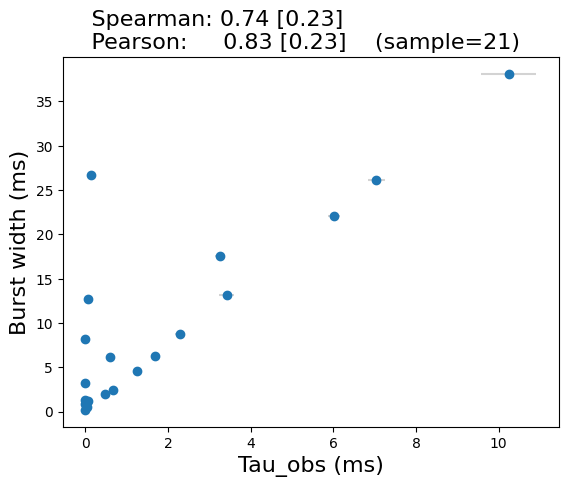 Spearman: 0.74 [0.23]
Pearson: 0.83 [0.23] (sample=21)
35
30
25
20
15
10
5
0
Burst width (ms)
0 2 4 6 8 10
Tau_obs (ms)